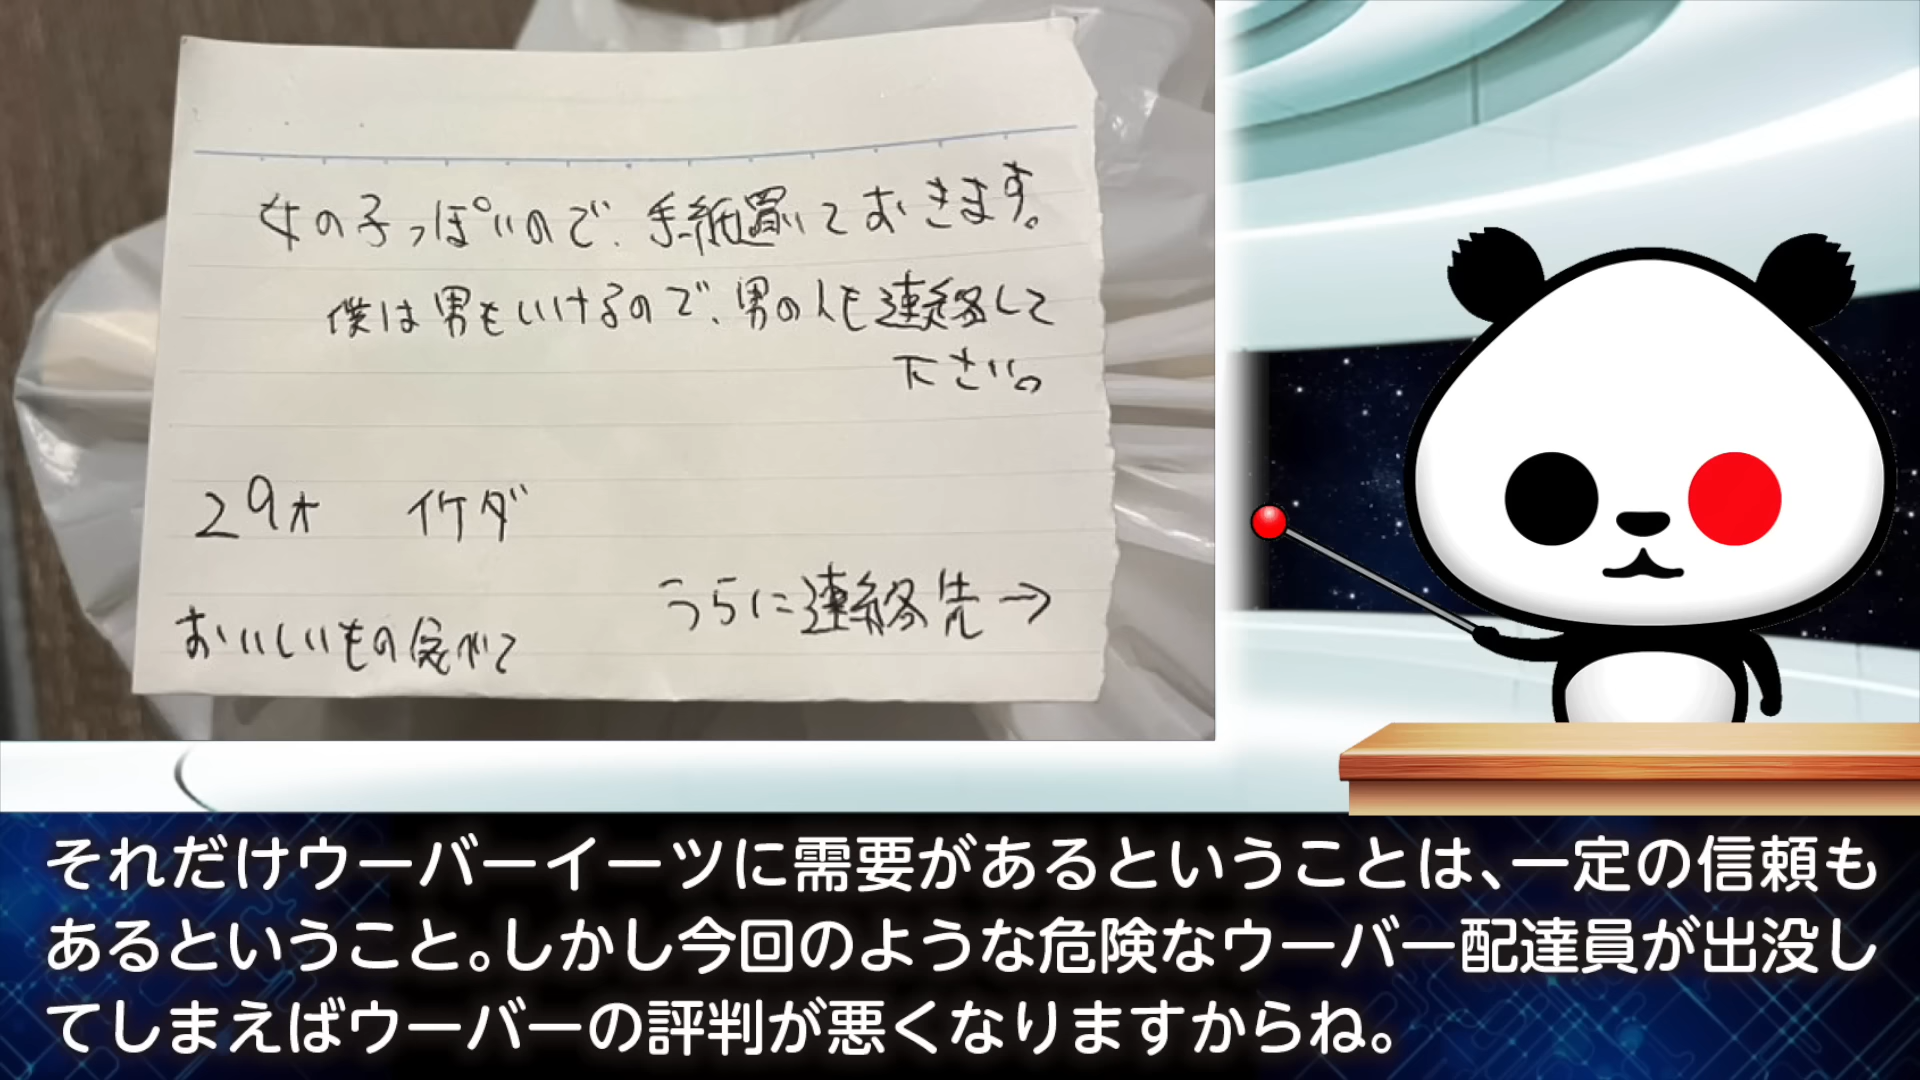 女の子っぽいので、手紙置いておきます。
僕は男もいけるので、男の人も連絡して
下さい。
29才 イケダ
うらに連絡先→
おいしいもの食べて
それだけウーバーイーツに需要があるということは、一定の信頼も
あるということ。しかし今回のような危険なウーバー配達員が出没し
てしまえばウーバーの評判が悪くなりますからね。